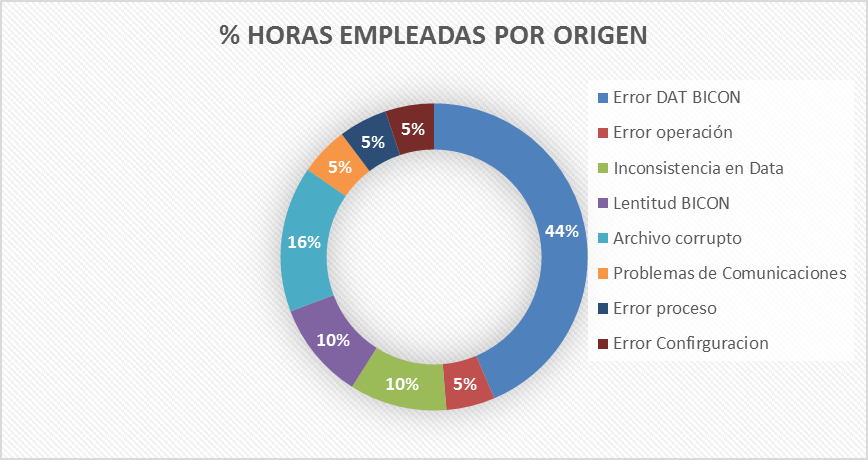 % HORAS EMPLEADAS POR ORIGEN
Error DAT BICON
Error operación
Inconsistencia en Data
Lentitud BICON
Archivo corrupto
Problemas de Comunicaciones
Error proceso
Error Confirguracion
44%
5%
10%
10%
16%
5%
5%
5%